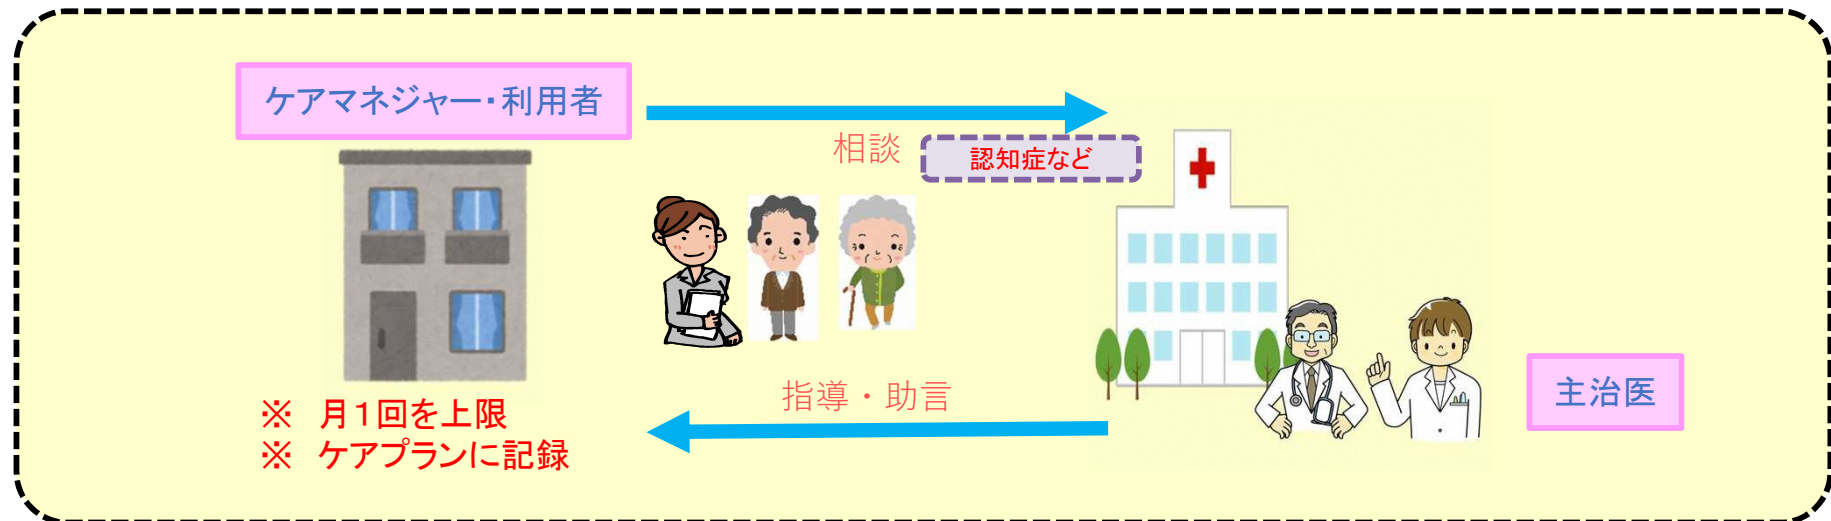 ケアマネジャー・利用者
相談
認知症など
指導・助言
主治医
※　月１回を上限
※　ケアプランに記録